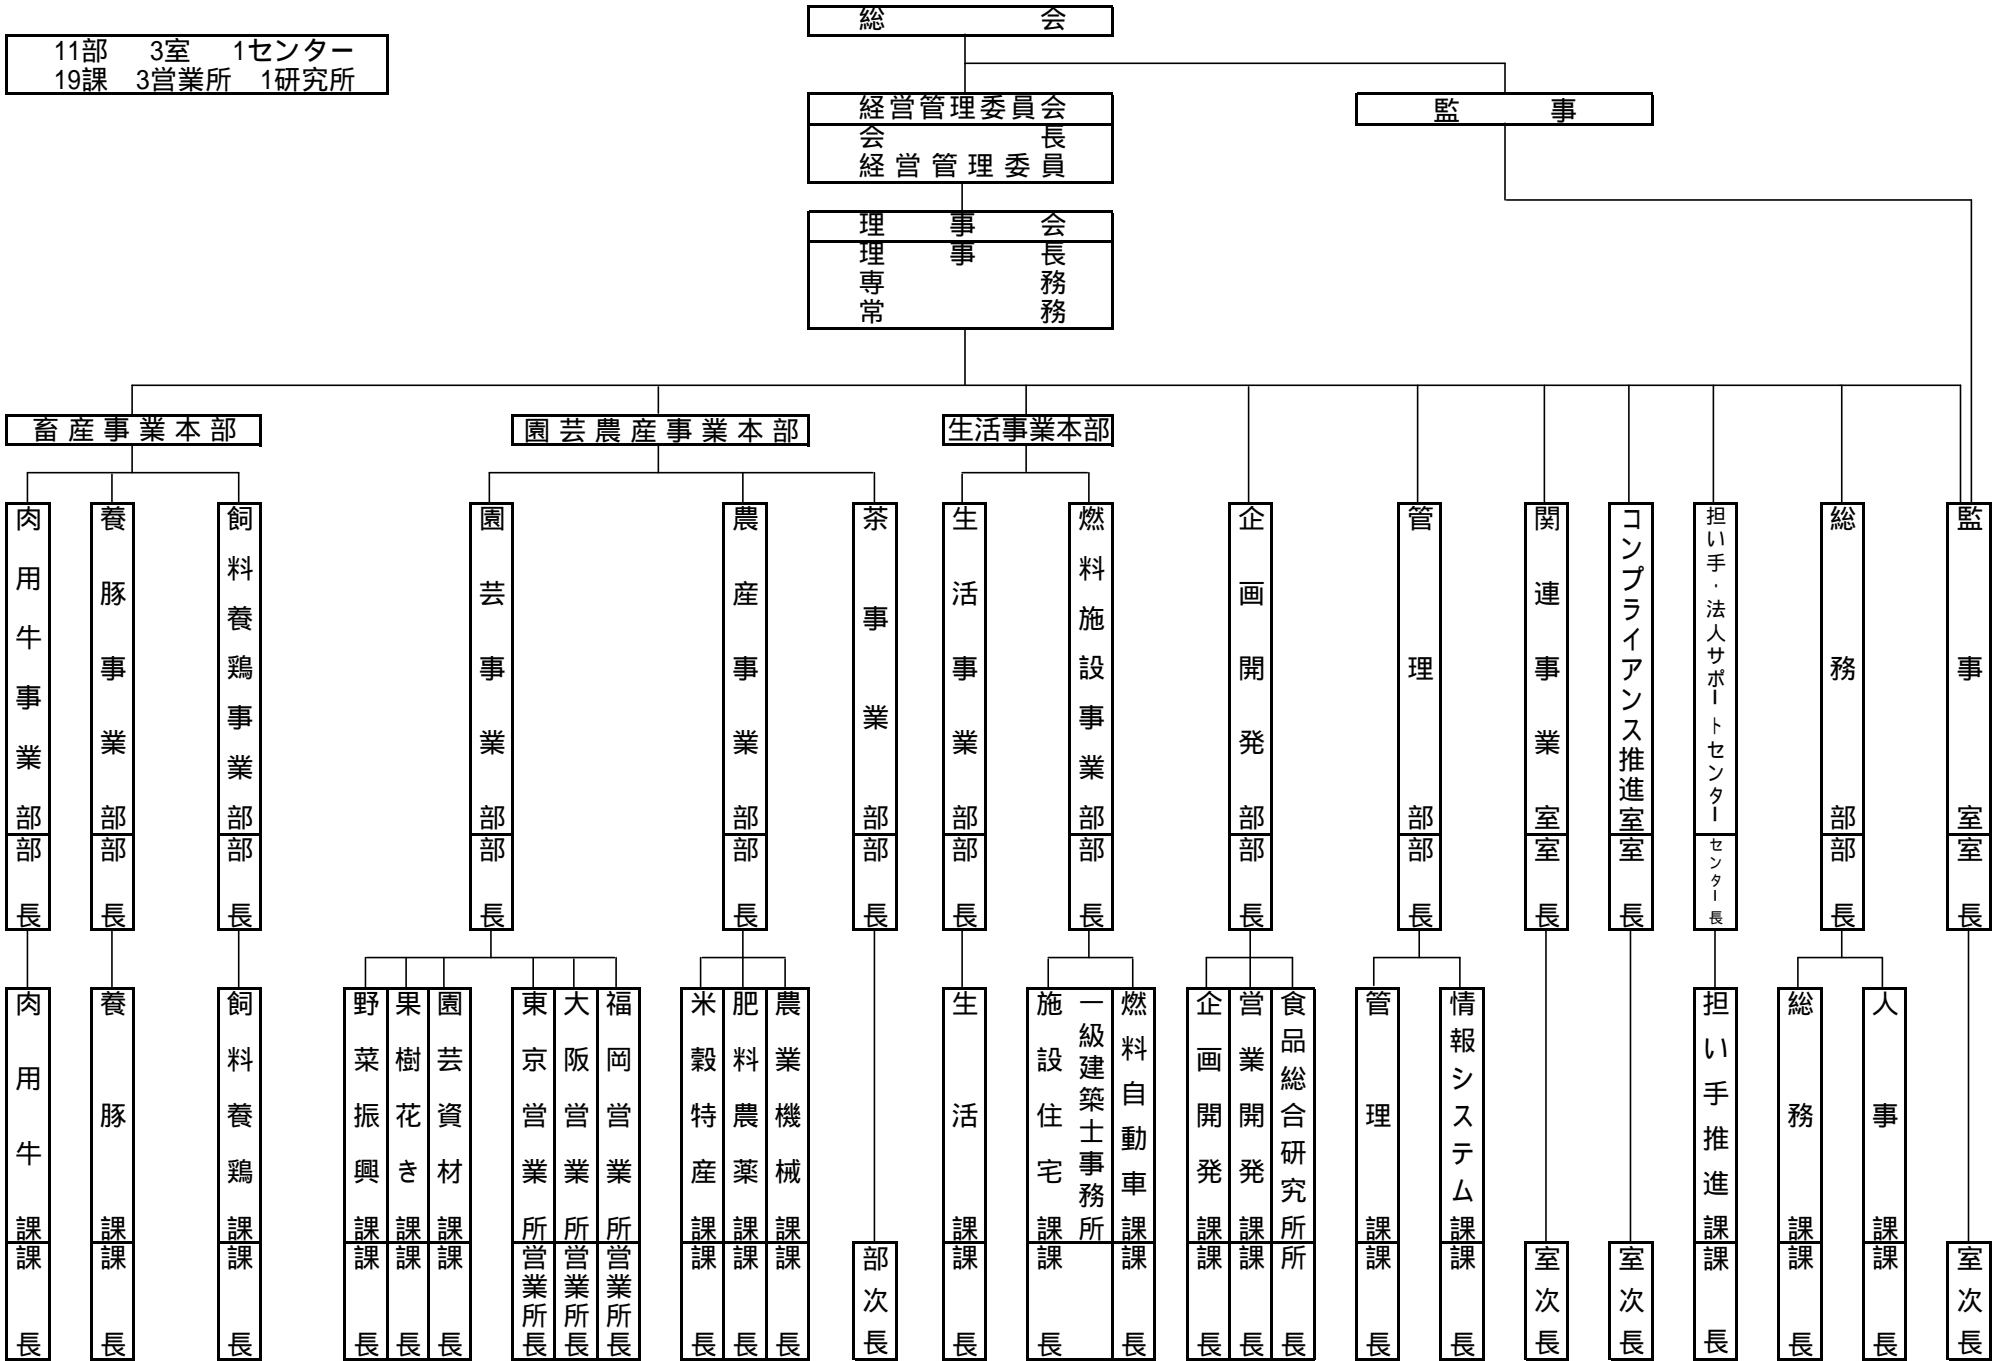 総会
11部 3室 1センター
19課 3営業所 1研究所
経営管理委員会
会長
経営管理委員
監事
理事会
理事長
専務
常務
畜産事業本部
園芸農産事業本部
生活事業本部
肉用牛事業部
部長
養豚事業部
部長
飼料養鶏事業部
部長
園芸事業部
部長
農産事業部
部長
茶事業部
部長
生活事業部
部長
燃料施設事業部
部長
企画開発部
部長
管理部
部長
関連事業室
室長
コンプライアンス推進室
室長
担い手・法人サポートセンター
センター長
総務部
部長
監事室
室長
肉用牛課
課長
養豚課
課長
飼料養鶏課
課長
野菜振興課
課長
果樹花き課
課長
園芸資材課
課長
東京営業所
営業所長
大阪営業所
営業所長
福岡営業所
営業所長
米穀特産課
課長
肥料農薬課
課長
農業機械課
課長
部次長
生活課
課長
施設住宅課
一級建築士事務所
課長
燃料自動車課
課長
企画開発課
課長
営業開発課
課長
食品総合研究所
所長
管理課
課長
情報システム課
課長
室次長
室次長
担い手推進課
課長
総務課
課長
人事課
課長
室次長